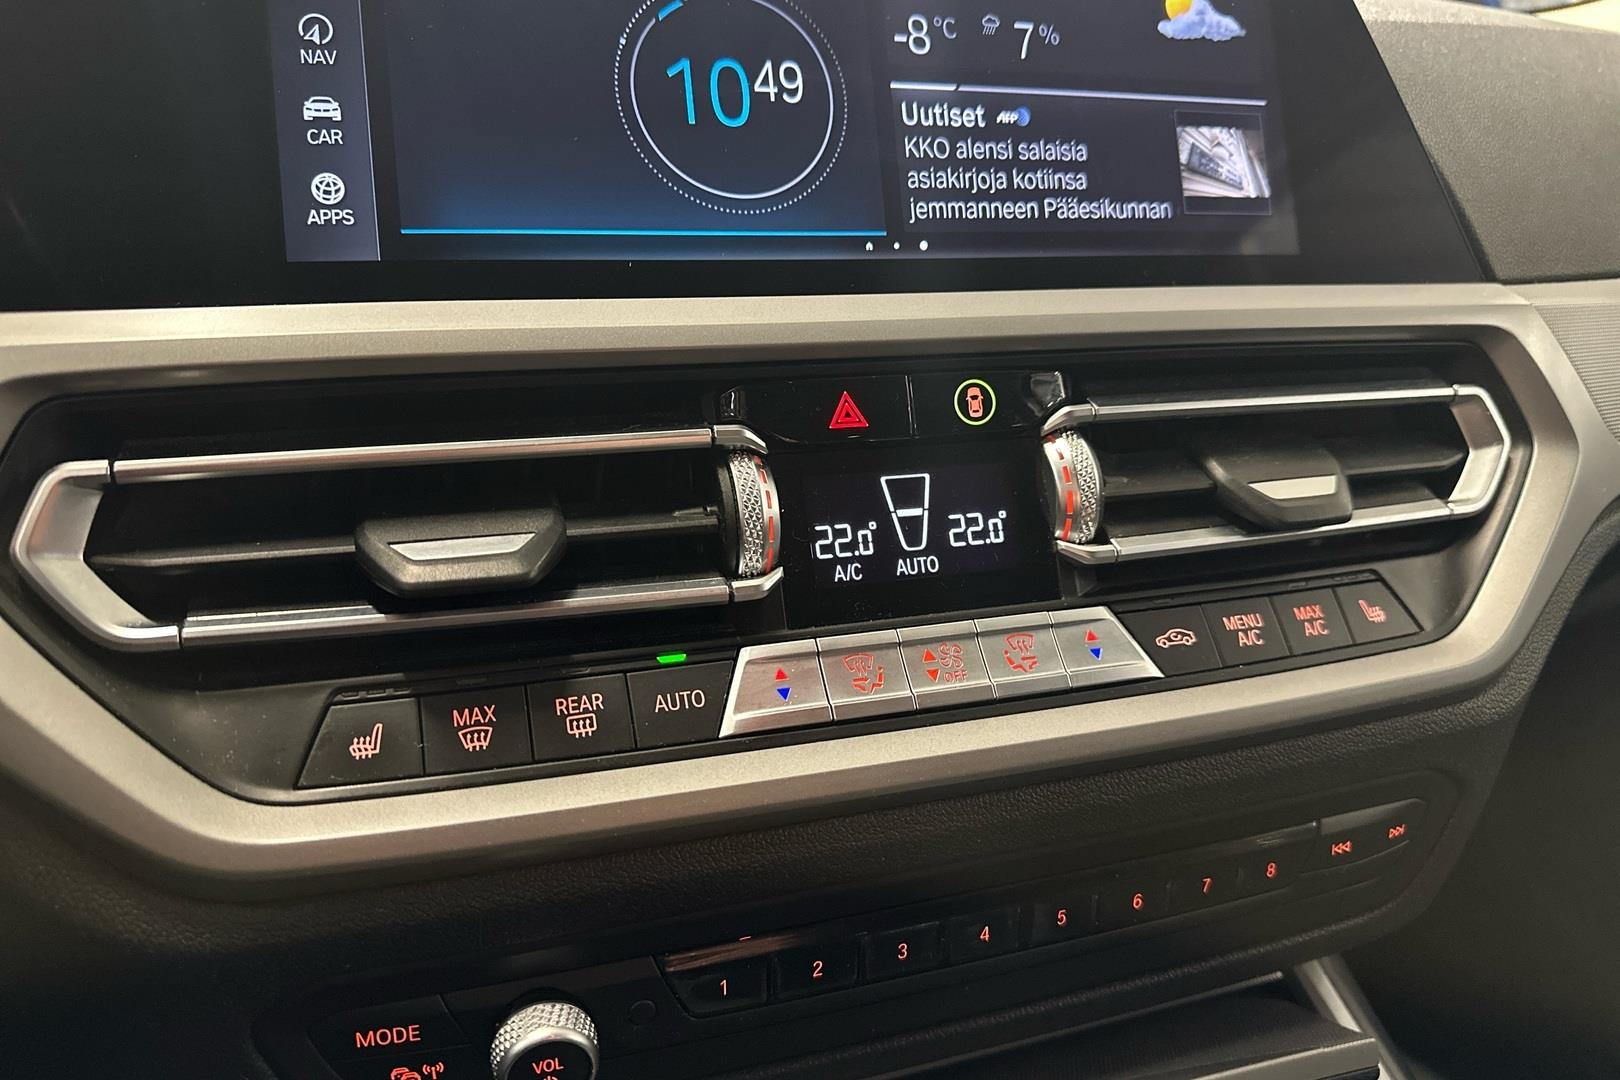 NAV
CAR
APPS
10 49
-8°C 7%
Uutiset AFP
KKO alensi salaisia
asiakirjoja kotiinsa
jemmanneen Pääesikunnan
22.0° 22.0°
A/C AUTO
MAX
REAR
AUTO
OFF
MENU
A/C
MAX
A/C
1 2 3 4 5 6 7 8
MODE
VOL